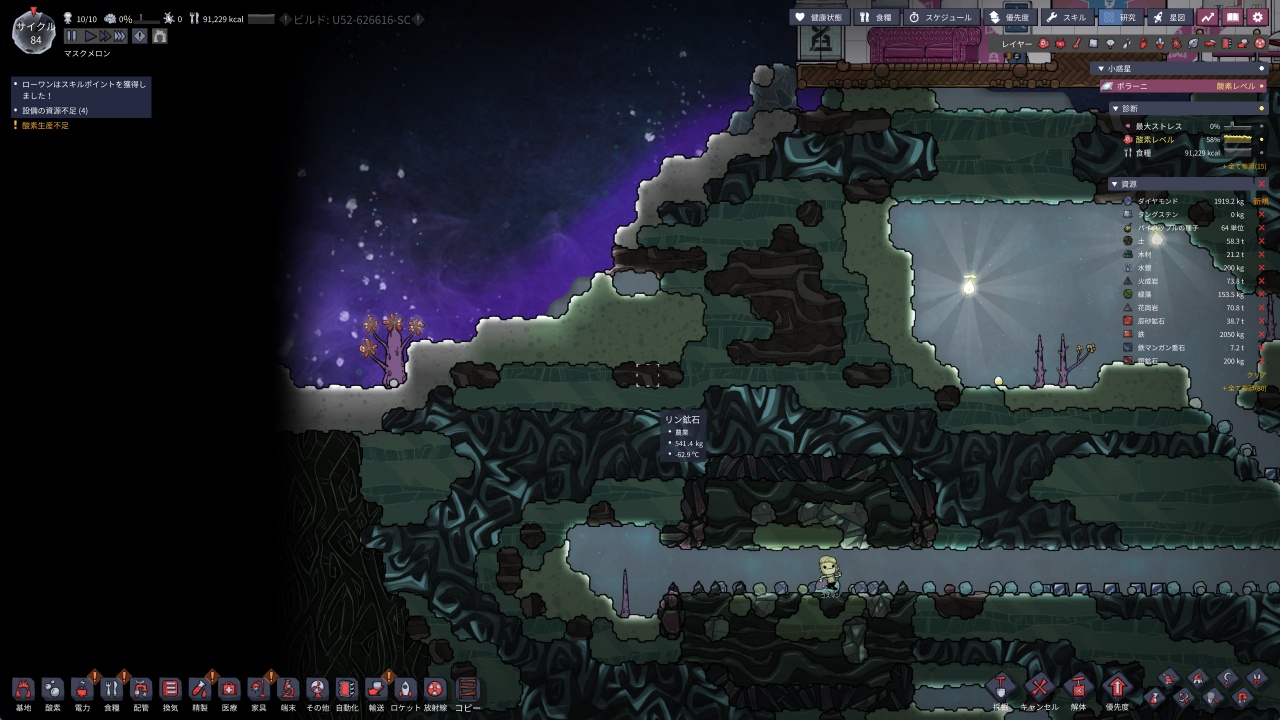 サイクル
84
10/10
0%
0
91,229 kcal
ビルド: U52-626616-SC
マスクメロン
健康状態
食糧
スケジュール
優先度
スキル
研究
星図
レイヤー
ローワンはスキルポイントを獲得し
ました！
設備の資源不足 (4)
酸素生産不足
小惑星
ボラーニ
酸素レベル
診断
最大ストレス
0%
酸素レベル
58%
食糧
91,229 kcal
資源
ダイヤモンド
1919.2 kg
新規
タングステン
0 kg
64 単位
土
58.3 t
木材
21.2 t
水銀
200 kg
火成岩
73.8 t
緑藻
153.5 kg
花崗岩
70.8 t
辰砂鉱石
38.7 t
鉄
2050 kg
鉄マンガン重石
7.2 t
200 kg
クリア
リン鉱石
農業
541.4 kg
-62.9 ºC
基地
酸素
電力
食糧
配管
換気
精製
医療
家具
端末
その他
自動化
輸送
ロケット
放射線
コピー
採掘
キャンセル
解体
優先度